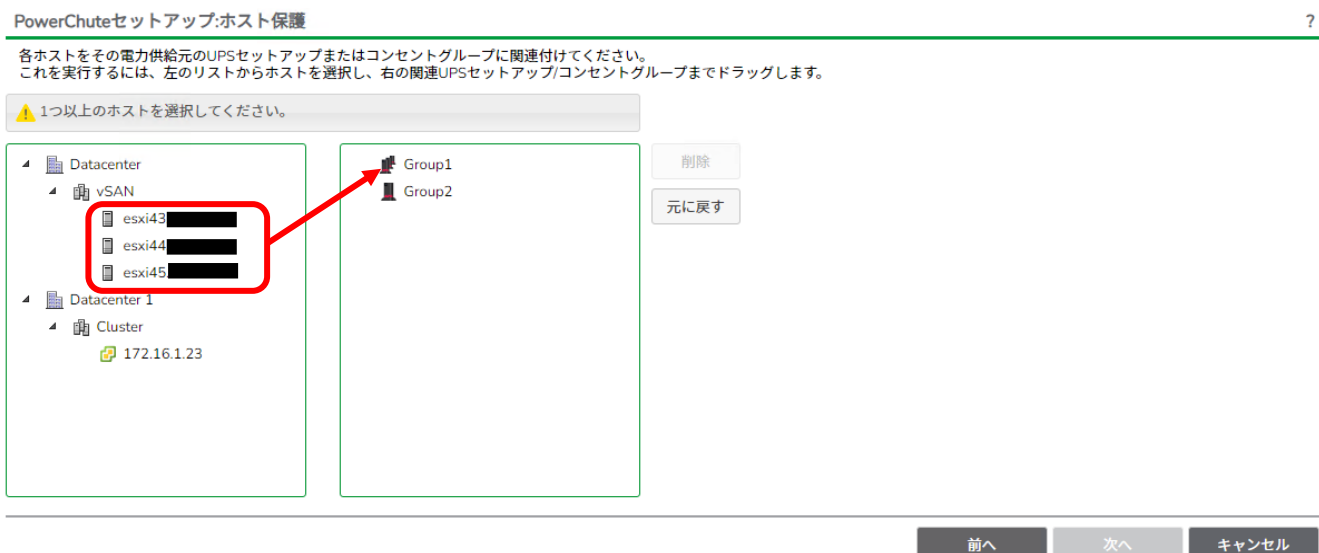 PowerChuteセットアップ:ホスト保護
?
各ホストをその電力供給元のUPSセットアップまたはコンセントグループに関連付けてください。
これを実行するには、左のリストからホストを選択し、右の関連UPSセットアップ/コンセントグループまでドラッグします。
1つ以上のホストを選択してください。
Datacenter
vSAN
esxi43
esxi44
esxi45.
Datacenter 1
Cluster
172.16.1.23
Group1
Group2
削除
元に戻す
前へ
次へ
キャンセル